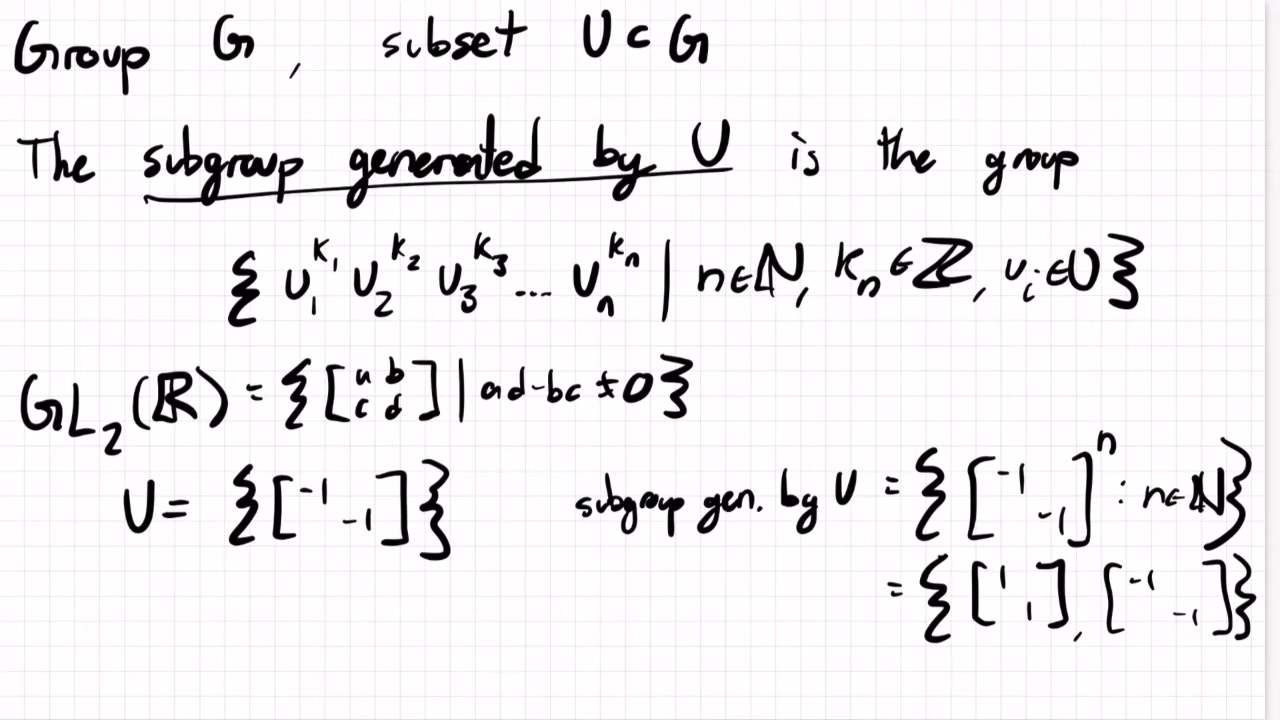 Group G, subset U ⊂ G
The subgroup generated by U is the group
{ u₁^k₁ u₂^k₂ u₃^k₃ ... uₙ^kₙ | n∈ℕ, kₙ∈ℤ, uᵢ∈U }
GL₂(ℝ) = { [a b c d] | ad-bc ≠ 0 }
U = { [-1 -1] } subgroup gen. by U = { [-1 -1]^n : n∈ℕ }
= { [1 1], [-1 -1] }